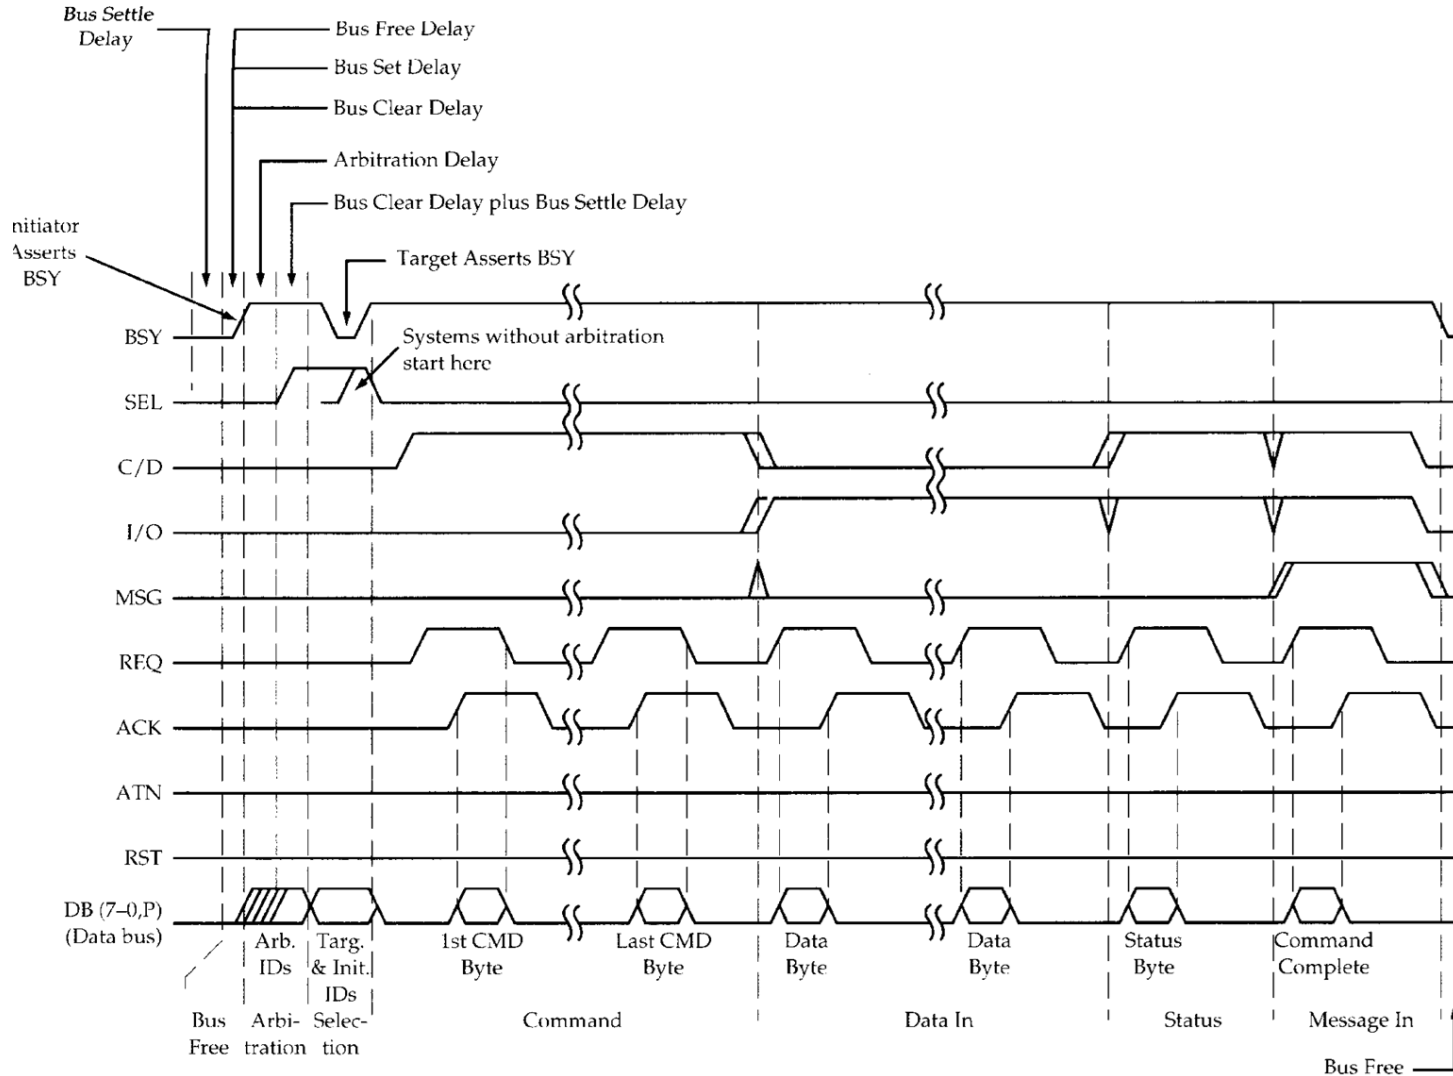 Bus Settle
Delay
Bus Free Delay
Bus Set Delay
Bus Clear Delay
Arbitration Delay
Bus Clear Delay plus Bus Settle Delay
nitiator
Asserts
BSY
Target Asserts BSY
BSY
Systems without arbitration
start here
SEL
C/D
I/O
MSG
REQ
ACK
ATN
RST
DB (7–0,P)
(Data bus)
Arb.
IDs
Targ.
& Init.
IDs
1st CMD
Byte
Last CMD
Byte
Data
Byte
Data
Byte
Status
Byte
Command
Complete
Bus
Free
Arbi-
tration
Selec-
tion
Command
Data In
Status
Message In
Bus Free